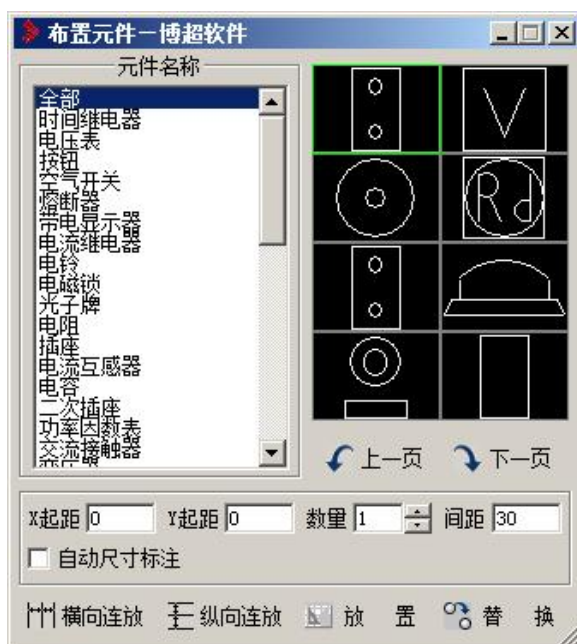 布置元件－博超软件
元件名称
全部
时间继电器
电压表
按钮
空气开关
熔断器
带电显示器
电流继电器
电铃
电磁锁
光子牌
电阻
插座
电流互感器
电容
二次插座
功率因数表
交流接触器
V
Rd
上一页 下一页
X起距 0 Y起距 0 数量 1 间距 30
自动尺寸标注
横向连放 纵向连放 放 置 替 换